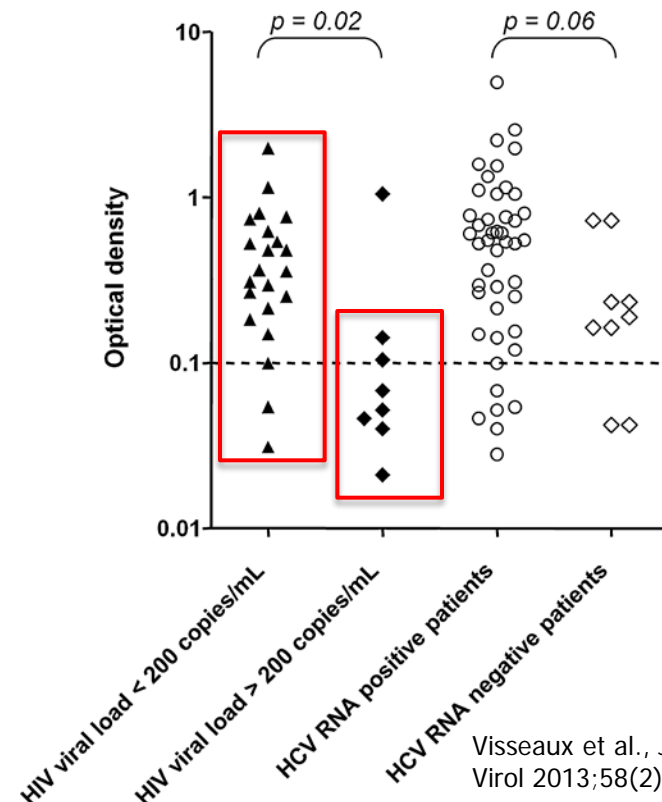 p = 0.02
p = 0.06
10
1
0.1
0.01
Optical density
HIV viral load < 200 copies/mL
HIV viral load > 200 copies/mL
HCV RNA positive patients
HCV RNA negative patients
Visseaux et al.,
Virol 2013;58(2)